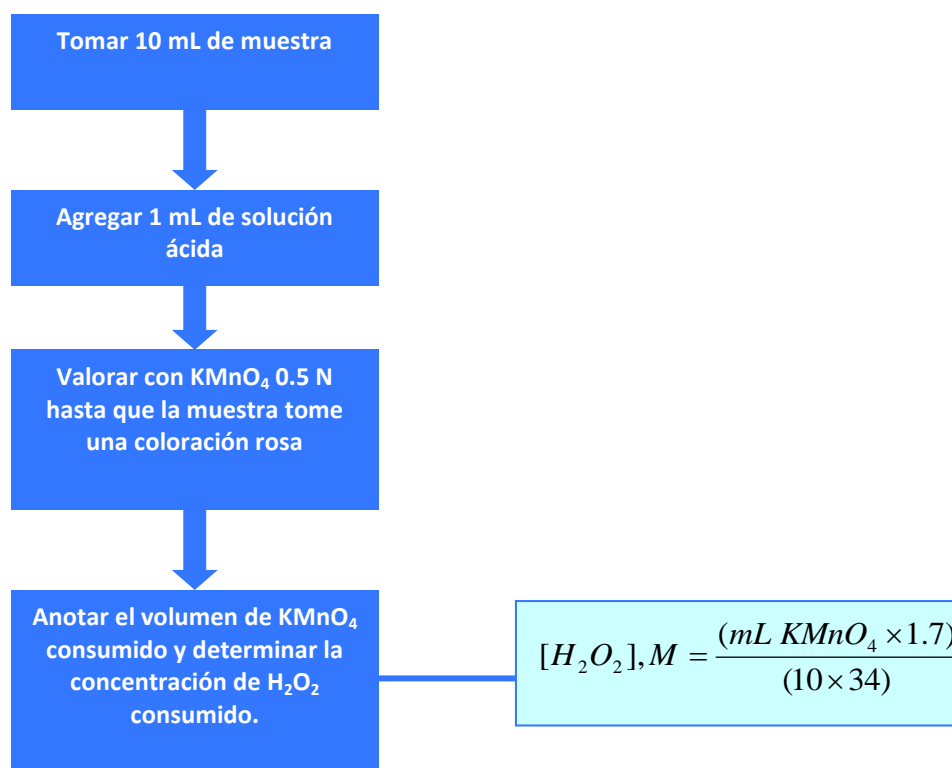 Tomar 10 mL de muestra
Agregar 1 mL de solución
ácida
Valorar con KMnO₄ 0.5 N
hasta que la muestra tome
una coloración rosa
Anotar el volumen de KMnO₄
consumido y determinar la
concentración de H₂O₂
consumido.
[H₂O₂], M = (mL KMnO₄ × 1.7) / (10 × 34)